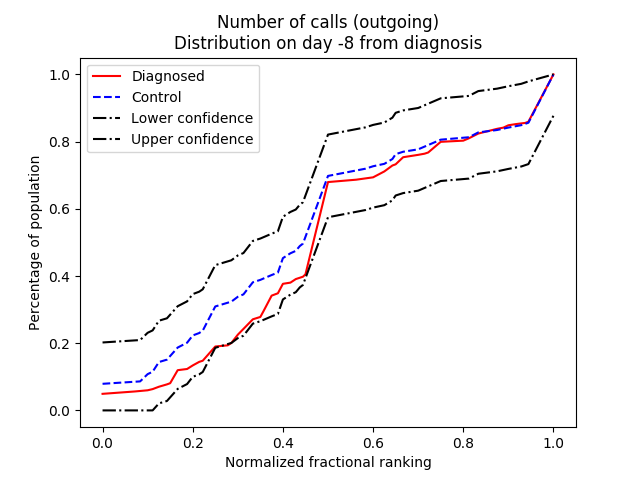 Number of calls (outgoing)
Distribution on day -8 from diagnosis
Diagnosed
Control
Lower confidence
Upper confidence
Percentage of population
1.0
0.8
0.6
0.4
0.2
0.0
0.0 0.2 0.4 0.6 0.8 1.0
Normalized fractional ranking